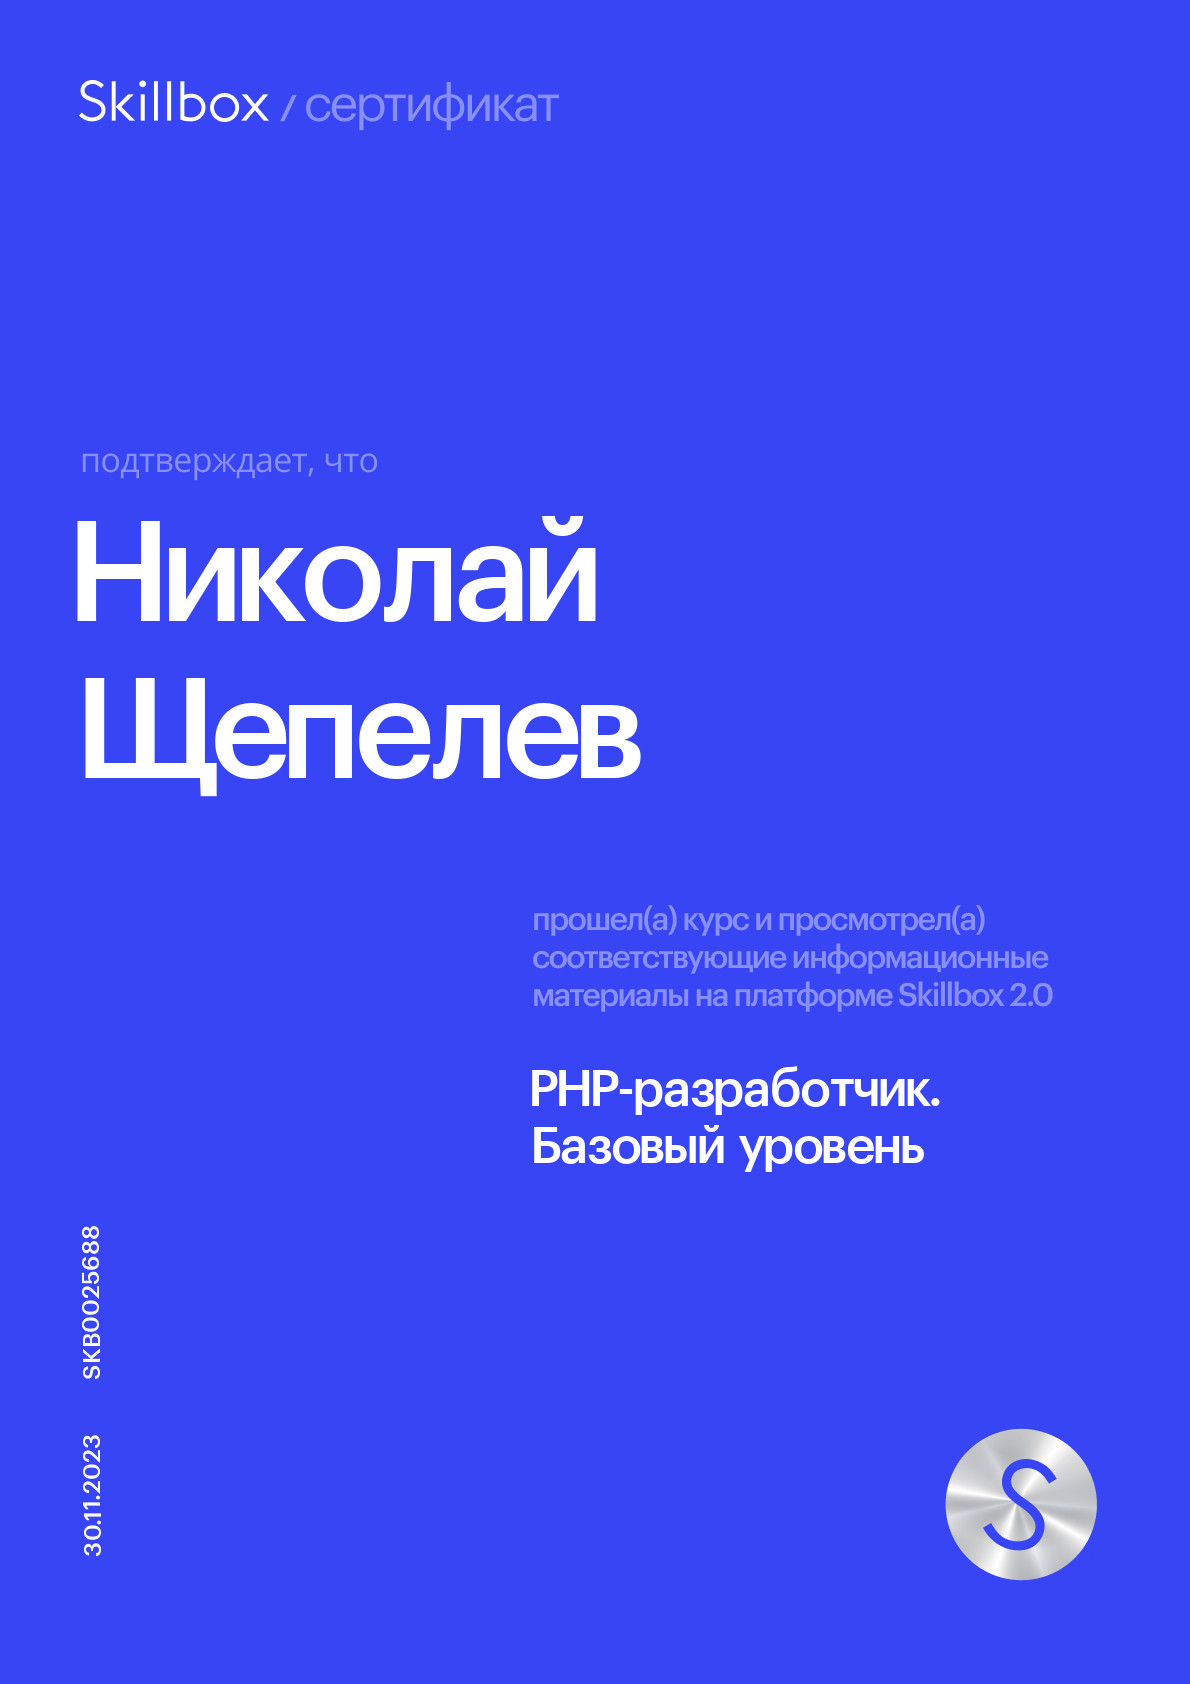 Skillbox / сертификат
подтверждает, что
Николай
Щепелев
прошел(а) курс и просмотрел(а)
соответствующие информационные
материалы на платформе Skillbox 2.0
PHP-разработчик.
Базовый уровень
SKB0025688
30.11.2023
S